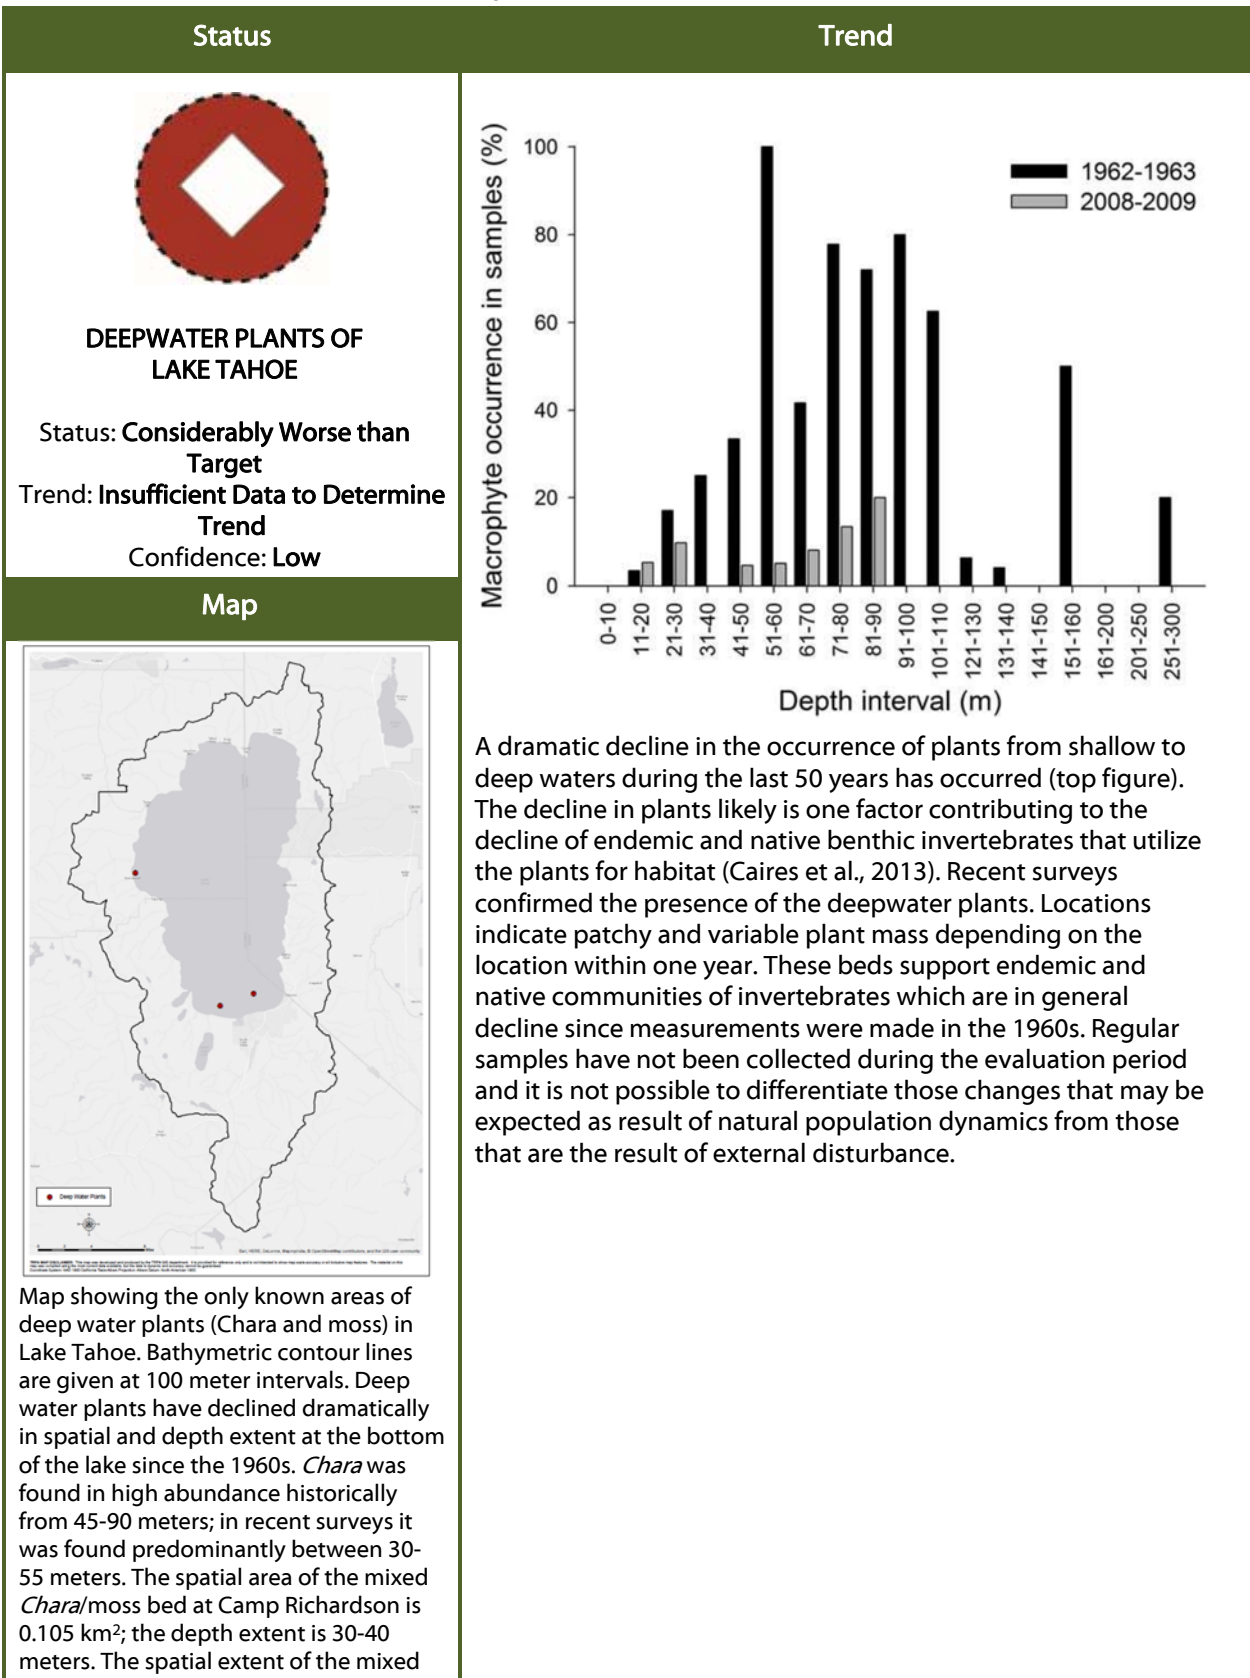 Status
DEEPWATER PLANTS OF
LAKE TAHOE
Status: Considerably Worse than
Target
Trend: Insufficient Data to Determine
Trend
Confidence: Low
Map
Deep Water Plants
Map showing the only known areas of
deep water plants (Chara and moss) in
Lake Tahoe. Bathymetric contour lines
are given at 100 meter intervals. Deep
water plants have declined dramatically
in spatial and depth extent at the bottom
of the lake since the 1960s. Chara was
found in high abundance historically
from 45-90 meters; in recent surveys it
was found predominantly between 30-
55 meters. The spatial area of the mixed
Chara/moss bed at Camp Richardson is
0.105 km²; the depth extent is 30-40
meters. The spatial extent of the mixed
Trend
Macrophyte occurrence in samples (%)
100
80
60
40
20
0
1962-1963
2008-2009
0-10
11-20
21-30
31-40
41-50
51-60
61-70
71-80
81-90
91-100
101-110
121-130
131-140
141-150
151-160
161-200
201-250
251-300
Depth interval (m)
A dramatic decline in the occurrence of plants from shallow to
deep waters during the last 50 years has occurred (top figure).
The decline in plants likely is one factor contributing to the
decline of endemic and native benthic invertebrates that utilize
the plants for habitat (Caires et al., 2013). Recent surveys
confirmed the presence of the deepwater plants. Locations
indicate patchy and variable plant mass depending on the
location within one year. These beds support endemic and
native communities of invertebrates which are in general
decline since measurements were made in the 1960s. Regular
samples have not been collected during the evaluation period
and it is not possible to differentiate those changes that may be
expected as result of natural population dynamics from those
that are the result of external disturbance.